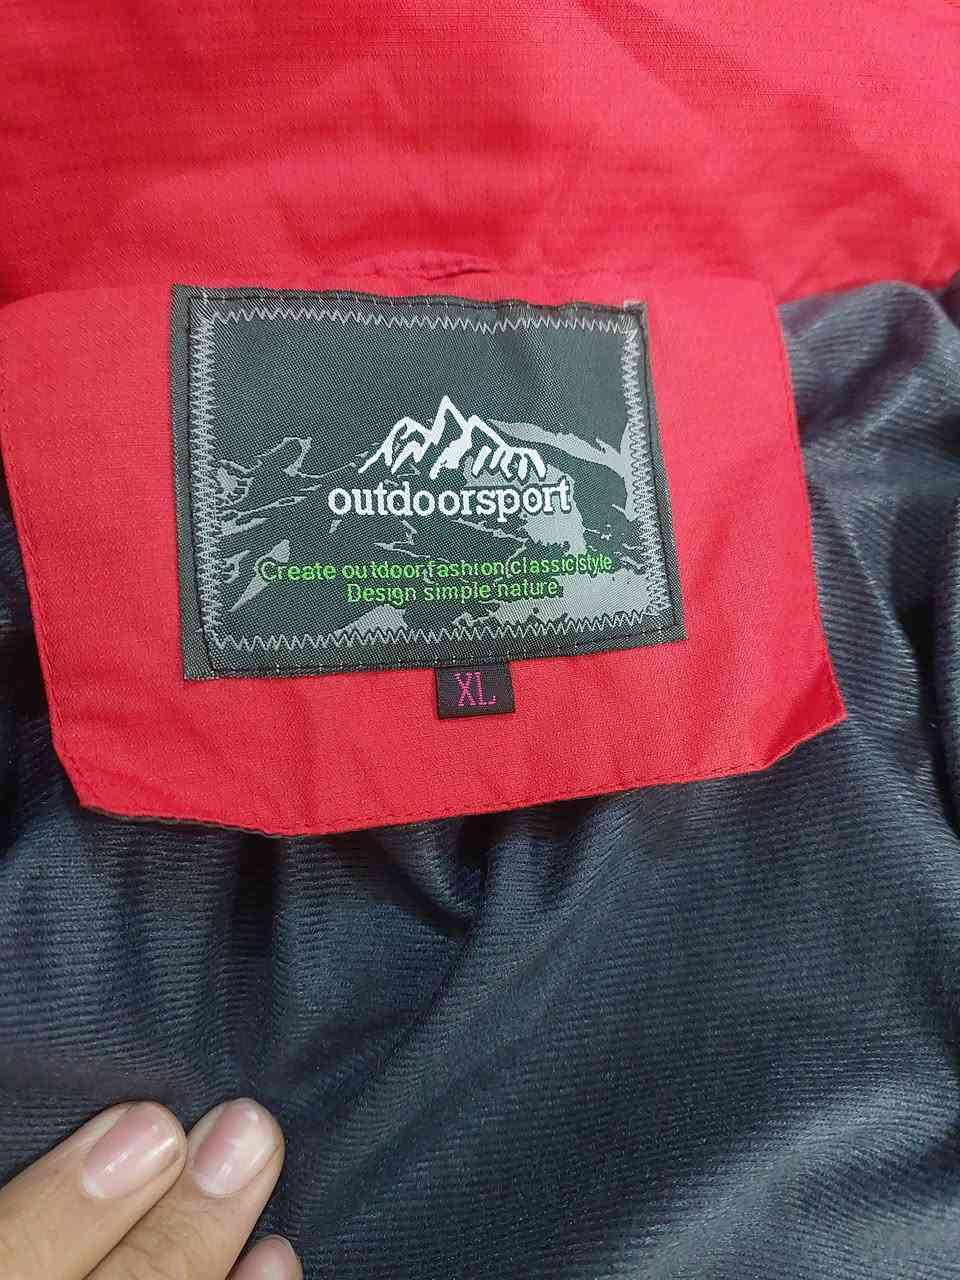 outdoorsport
Create outdoor fashion classic style
Design simple nature
XL